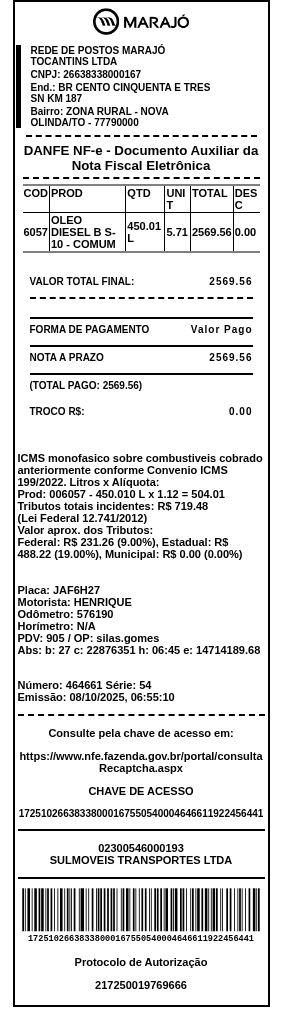 MARAJÓ
REDE DE POSTOS MARAJÓ
TOCANTINS LTDA
CNPJ: 26638338000167
End.: BR CENTO CINQUENTA E TRES
SN KM 187
Bairro: ZONA RURAL - NOVA
OLINDA/TO - 77790000
DANFE NF-e - Documento Auxiliar da
Nota Fiscal Eletrônica
COD PROD QTD UNI TOTAL DES
T C
OLEO
6057 DIESEL B S- 450.01 5.71 2569.56 0.00
10 - COMUM L
VALOR TOTAL FINAL: 2569.56
FORMA DE PAGAMENTO Valor Pago
NOTA A PRAZO 2569.56
(TOTAL PAGO: 2569.56)
TROCO R$: 0.00
ICMS monofasico sobre combustiveis cobrado
anteriormente conforme Convenio ICMS
199/2022. Litros x Alíquota:
Prod: 006057 - 450.010 L x 1.12 = 504.01
Tributos totais incidentes: R$ 719.48
(Lei Federal 12.741/2012)
Valor aprox. dos Tributos:
Federal: R$ 231.26 (9.00%), Estadual: R$
488.22 (19.00%), Municipal: R$ 0.00 (0.00%)
Placa: JAF6H27
Motorista: HENRIQUE
Odômetro: 576190
Horímetro: N/A
PDV: 905 / OP: silas.gomes
Abs: b: 27 c: 22876351 h: 06:45 e: 14714189.68
Número: 464661 Série: 54
Emissão: 08/10/2025, 06:55:10
Consulte pela chave de acesso em:
https://www.nfe.fazenda.gov.br/portal/consulta
Recaptcha.aspx
CHAVE DE ACESSO
17251026638338000167550540004646611922456441
02300546000193
SULMOVEIS TRANSPORTES LTDA
17251026638338000167550540004646611922456441
Protocolo de Autorização
217250019769666